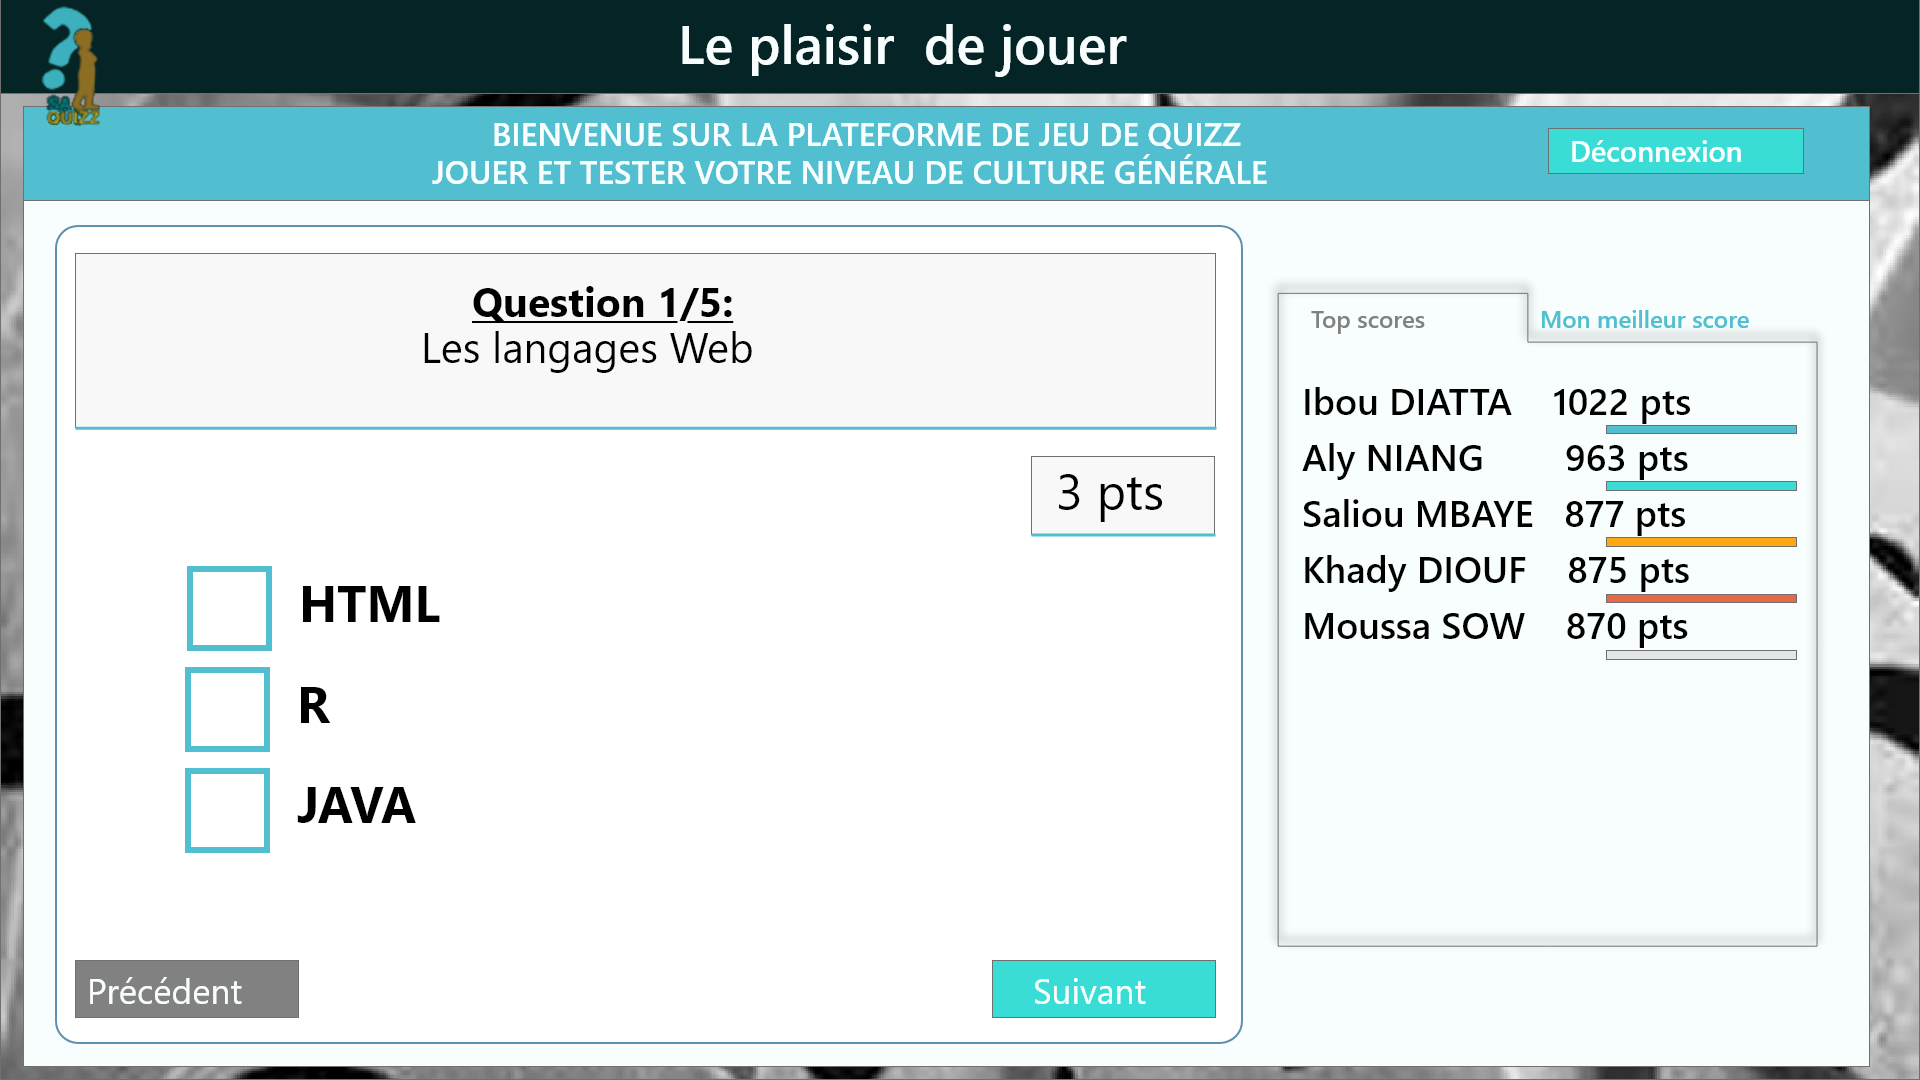 Le plaisir de jouer
SA
QUIZZ
BIENVENUE SUR LA PLATEFORME DE JEU DE QUIZZ
JOUER ET TESTER VOTRE NIVEAU DE CULTURE GÉNÉRALE
Déconnexion
Question 1/5:
Les langages Web
3 pts
HTML
R
JAVA
Précédent
Suivant
Top scores
Mon meilleur score
Ibou DIATTA 1022 pts
Aly NIANG 963 pts
Saliou MBAYE 877 pts
Khady DIOUF 875 pts
Moussa SOW 870 pts